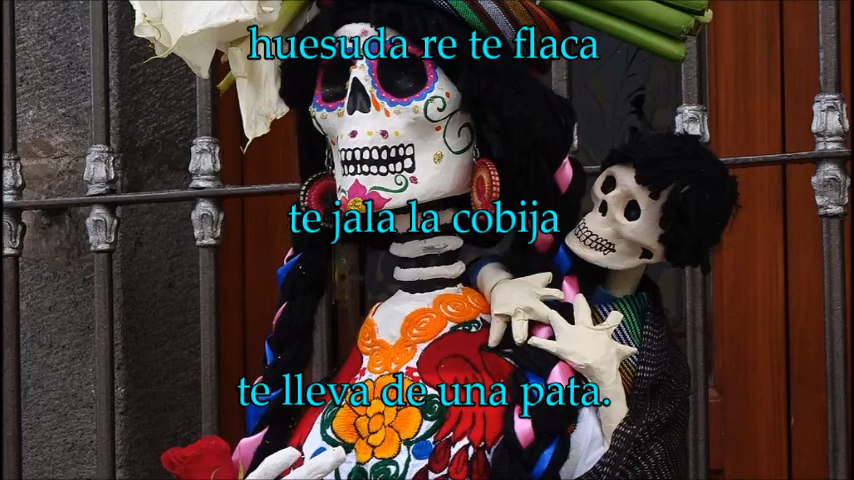 huesuda re te flaca
te jala la cobija
te lleva de una pata.